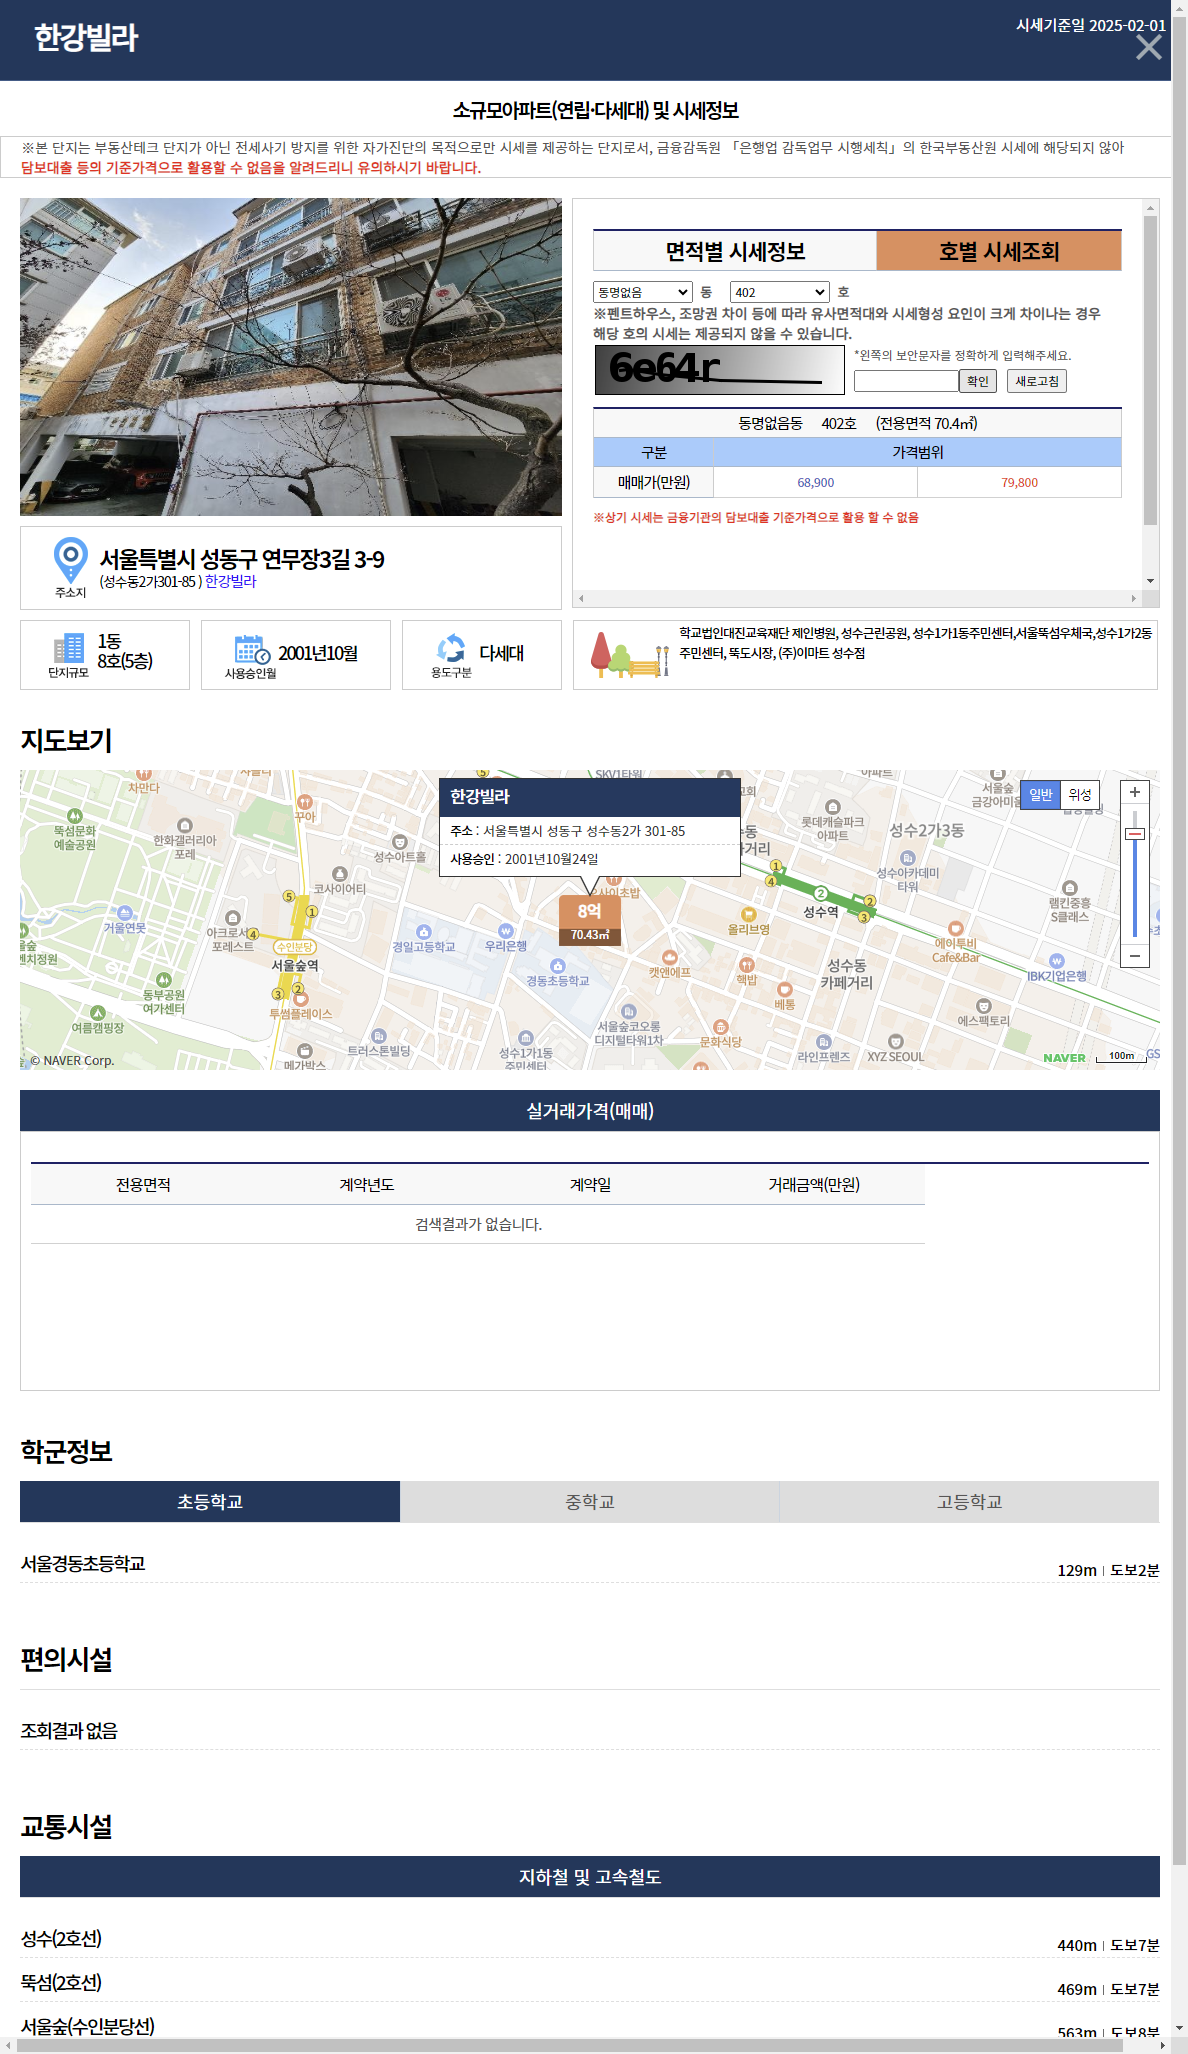 한강빌라
시세기준일 2025-02-01
소규모아파트(연립·다세대) 및 시세정보
※본 단지는 부동산테크 단지가 아닌 전세사기 방지를 위한 자가진단의 목적으로만 시세를 제공하는 단지로서, 금융감독원 「은행업 감독업무 시행세칙」의 한국부동산원 시세에 해당되지 않아
담보대출 등의 기준가격으로 활용할 수 없음을 알려드리니 유의하시기 바랍니다.
면적별 시세정보
호별 시세조회
동명없음 동 402 호
※펜트하우스, 조망권 차이 등에 따라 유사면적대와 시세형성 요인이 크게 차이나는 경우
해당 호의 시세는 제공되지 않을 수 있습니다.
6e64r
*왼쪽의 보안문자를 정확하게 입력해주세요.
확인 새로고침
동명없음동 402호 (전용면적 70.4㎡)
구분 가격범위
매매가(만원) 68,900 79,800
※상기 시세는 금융기관의 담보대출 기준가격으로 활용 할 수 없음
주소지
서울특별시 성동구 연무장3길 3-9
(성수동2가301-85 ) 한강빌라
단지규모
1동
8호(5층)
사용승인월
2001년10월
용도구분
다세대
학교법인대진교육재단 제인병원, 성수근린공원, 성수1가1동주민센터,서울뚝섬우체국,성수1가2동
주민센터, 뚝도시장, (주)이마트 성수점
지도보기
차만다
5
SKV1타워
아파트
서울숲
일반 위성
+
한강빌라
주소 : 서울특별시 성동구 성수동2가 301-85
사용승인 : 2001년10월24일
꾸아
뚝섬문화
예술공원
한화갤러리아
포레
성수아트홀
롯데캐슬파크
아파트
성수2가3동
성수아카데미
타워
코사이어티
8억
70.43㎡
1
4
2
성수역
2
3
램킨중흥
S클래스
거울연못
5
1
아크로서
포레스트
4
수인분당
서울숲역
경일고등학교
우리은행
올리브영
에이투비
Cafe&Bar
경동초등학교
캣앤에프
핵밥
성수동
카페거리
IBK기업은행
−
동부공원
여가센터
3
2
투썸플레이스
베통
여름캠핑장
서울숲코오롱
디지털타워1차
문화식당
에스팩토리
트러스톤빌딩
성수1가1동
주민센터
라인프렌즈
XYZ SEOUL
메가박스
© NAVER Corp.
NAVER
100m
GS
실거래가격(매매)
전용면적 계약년도 계약일 거래금액(만원)
검색결과가 없습니다.
학군정보
초등학교 중학교 고등학교
서울경동초등학교
129m | 도보2분
편의시설
조회결과 없음
교통시설
지하철 및 고속철도
성수(2호선)
440m | 도보7분
뚝섬(2호선)
469m | 도보7분
서울숲(수인분당선)
563m | 도보8분